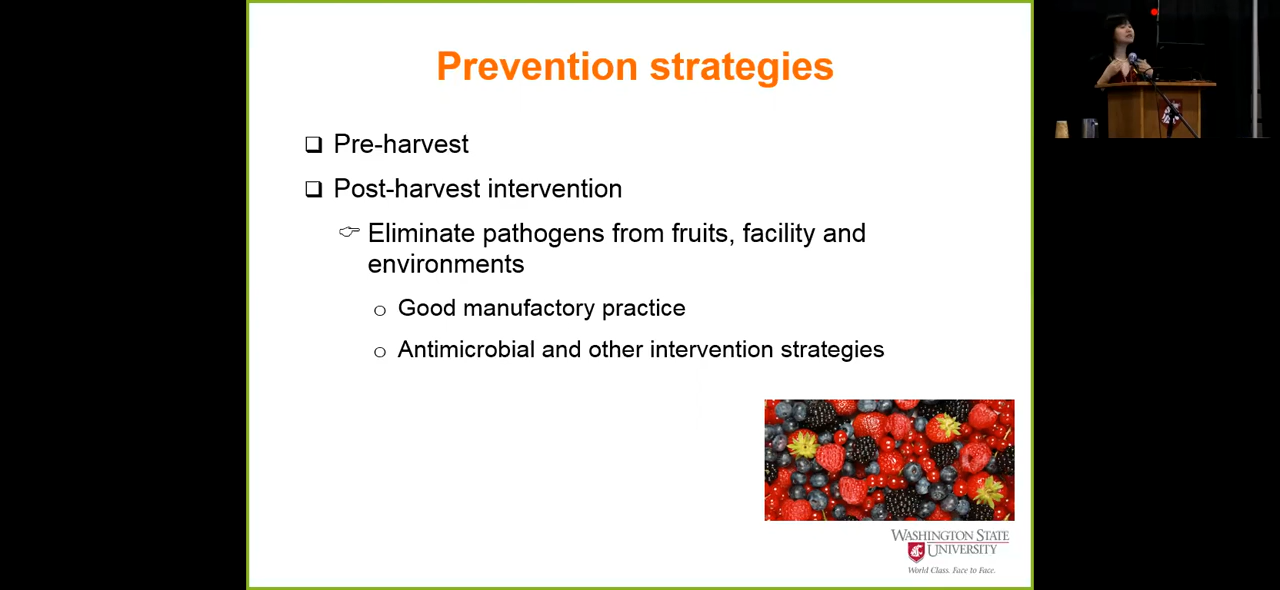 Prevention strategies
Pre-harvest
Post-harvest intervention
Eliminate pathogens from fruits, facility and
environments
Good manufactory practice
Antimicrobial and other intervention strategies
WASHINGTON STATE
UNIVERSITY
World Class. Face to Face.